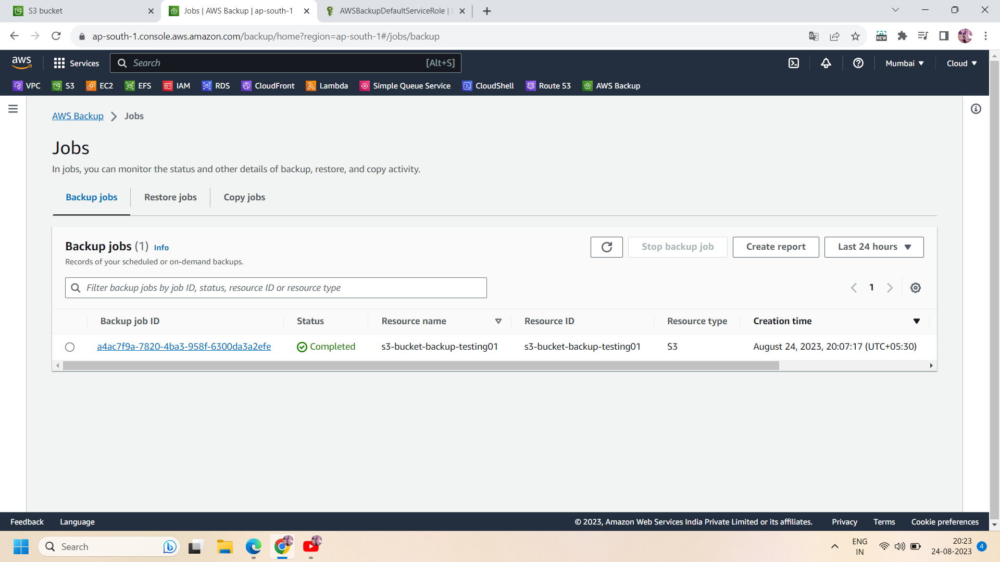 S3 bucket
Jobs | AWS Backup | ap-south-1
AWSBackupDefaultServiceRole |
ap-south-1.console.aws.amazon.com/backup/home?region=ap-south-1#/jobs/backup
NEW
aws
Services
Search
[Alt+S]
Mumbai
Cloud
VPC
S3
EC2
EFS
IAM
RDS
CloudFront
Lambda
Simple Queue Service
CloudShell
Route 53
AWS Backup
AWS Backup
Jobs
Jobs
In jobs, you can monitor the status and other details of backup, restore, and copy activity.
Backup jobs
Restore jobs
Copy jobs
Backup jobs (1) Info
Records of your scheduled or on-demand backups.
Stop backup job
Create report
Last 24 hours
Filter backup jobs by job ID, status, resource ID or resource type
1
Backup job ID
Status
Resource name
Resource ID
Resource type
Creation time
a4ac7f9a-7820-4ba3-958f-6300da3a2efe
Completed
s3-bucket-backup-testing01
s3-bucket-backup-testing01
S3
August 24, 2023, 20:07:17 (UTC+05:30)
Feedback
Language
© 2023, Amazon Web Services India Private Limited or its affiliates.
Privacy
Terms
Cookie preferences
Search
ENG
IN
20:23
24-08-2023
4